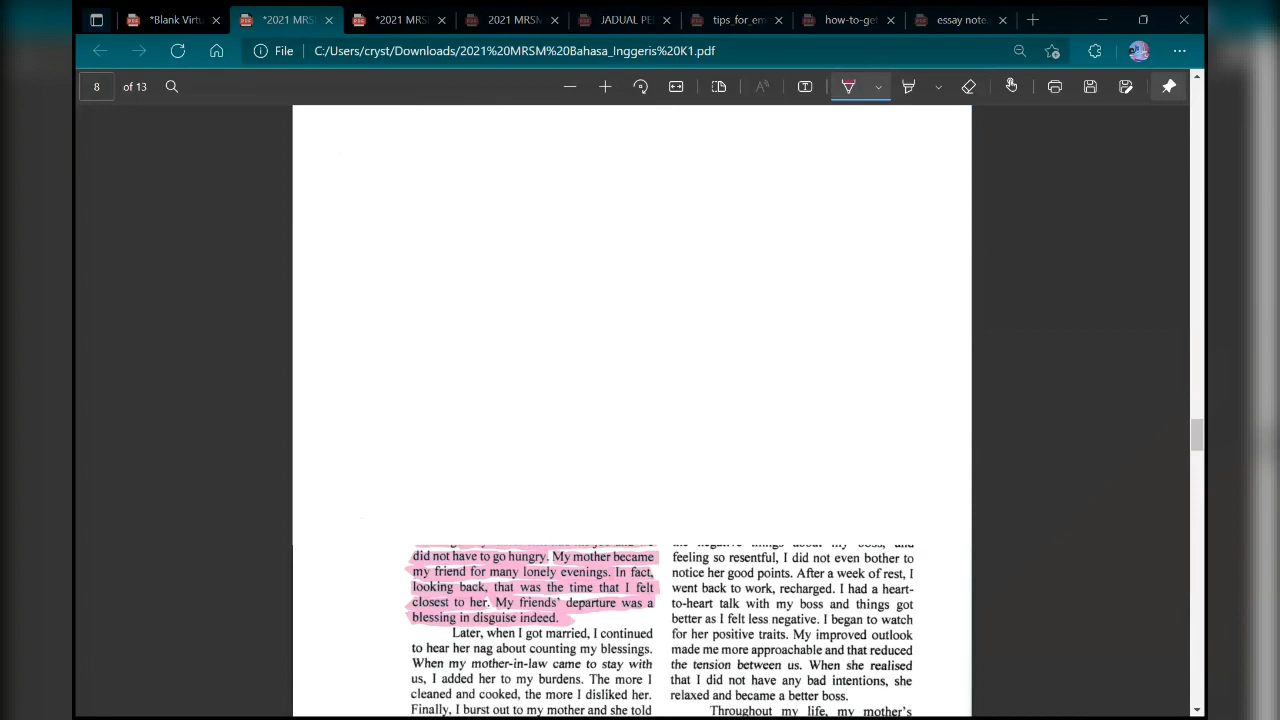 *Blank Virtu
*2021 MRS
*2021 MRS
2021 MRSM
JADUAL PE
tips_for_em
how-to-get
essay note.
File
C:/Users/cryst/Downloads/2021%20MRSM%20Bahasa_Inggeris%20K1.pdf
8 of 13
did not have to go hungry. My mother became
my friend for many lonely evenings. In fact,
looking back, that was the time that I felt
closest to her. My friends' departure was a
blessing in disguise indeed.
Later, when I got married, I continued
to hear her nag about counting my blessings.
When my mother-in-law came to stay with
us, I added her to my burdens. The more I
cleaned and cooked, the more I disliked her.
Finally, I burst out to my mother and she told
the negative things about my boss, and
feeling so resentful, I did not even bother to
notice her good points. After a week of rest, I
went back to work, recharged. I had a heart-
to-heart talk with my boss and things got
better as I felt less negative. I began to watch
for her positive traits. My improved outlook
made me more approachable and that reduced
the tension between us. When she realised
that I did not have any bad intentions, she
relaxed and became a better boss.
Throughout my life, my mother's